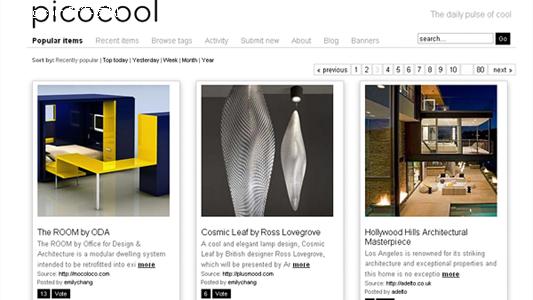 picocool
The daily pulse of cool
Popular items Recent items Browse tags Activity Submit new About Blog Banners
search... Go
Sort by: Recently popular | Top today | Yesterday | Week | Month | Year
« previous 1 2 3 4 5 6 7 8 9 10 80 next »
The ROOM by ODA
The ROOM by Office for Design &
Architecture is a modular dwelling system
intended to be retrofitted into exi more
Source: http://mocoloco.com
Posted by emilychang
13 Vote
Cosmic Leaf by Ross Lovegrove
A cool and elegant lamp design, Cosmic
Leaf by British designer Ross Lovegrove,
which will be presented by Ar more
Source: http://plusmood.com
Posted by emilychang
6 Vote
Hollywood Hills Architectural
Masterpiece
Los Angeles is renowned for its striking
architecture and exceptional properties and
this home is no exceptio more
Source: http://adelto.co.uk
Posted by adelto
Vote